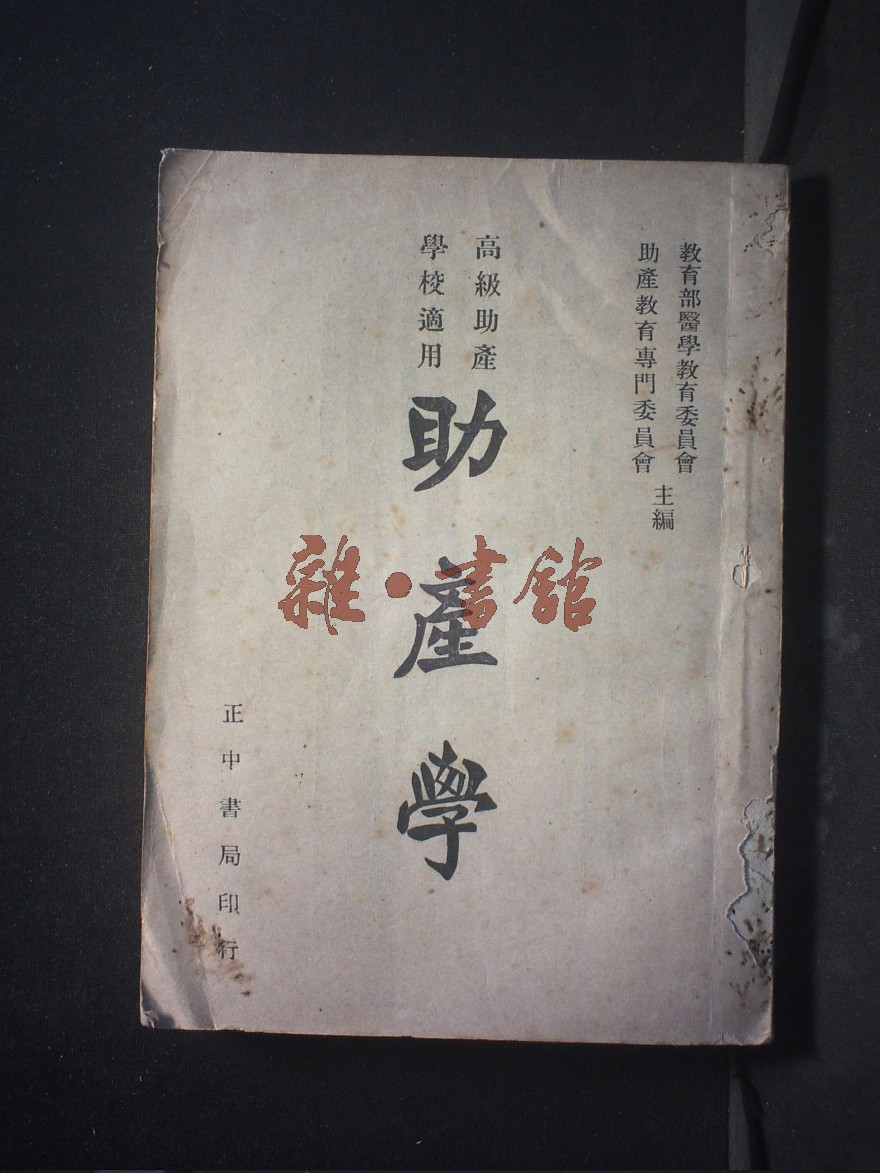 教育部醫學教育委員會
助產教育專門委員會
主編
高級助產
學校適用
助產學
正中書局印行
雜·書館